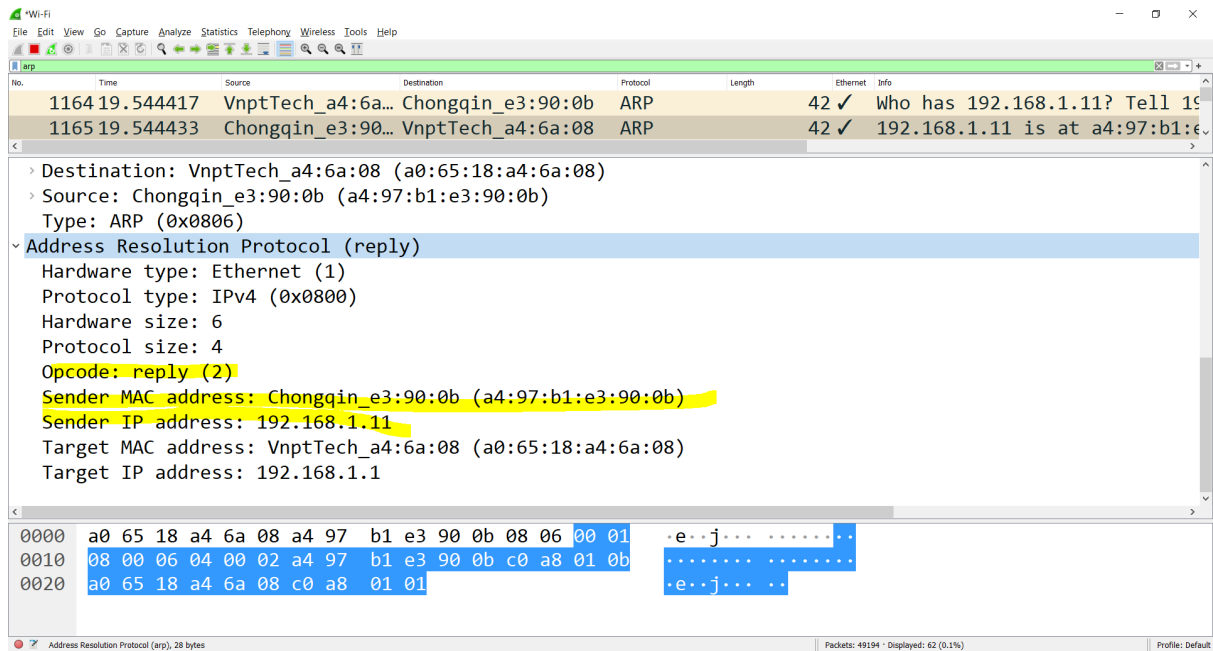 *Wi-Fi
File Edit View Go Capture Analyze Statistics Telephony Wireless Tools Help
arp
No. Time Source Destination Protocol Length Ethernet Info
1164 19.544417 VnptTech_a4:6a… Chongqin_e3:90:0b ARP 42 ✓ Who has 192.168.1.11? Tell 19
1165 19.544433 Chongqin_e3:90… VnptTech_a4:6a:08 ARP 42 ✓ 192.168.1.11 is at a4:97:b1:e
Destination: VnptTech_a4:6a:08 (a0:65:18:a4:6a:08)
Source: Chongqin_e3:90:0b (a4:97:b1:e3:90:0b)
Type: ARP (0x0806)
Address Resolution Protocol (reply)
Hardware type: Ethernet (1)
Protocol type: IPv4 (0x0800)
Hardware size: 6
Protocol size: 4
Opcode: reply (2)
Sender MAC address: Chongqin_e3:90:0b (a4:97:b1:e3:90:0b)
Sender IP address: 192.168.1.11
Target MAC address: VnptTech_a4:6a:08 (a0:65:18:a4:6a:08)
Target IP address: 192.168.1.1
0000 a0 65 18 a4 6a 08 a4 97 b1 e3 90 0b 08 06 00 01 ·e··j··· ········
0010 08 00 06 04 00 02 a4 97 b1 e3 90 0b c0 a8 01 0b ········ ········
0020 a0 65 18 a4 6a 08 c0 a8 01 01 ·e··j··· ··
Address Resolution Protocol (arp), 28 bytes Packets: 49194 · Displayed: 62 (0.1%) Profile: Default